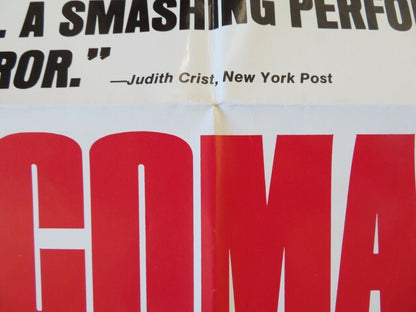 . A SMASHING PERFO
ROR.”
—Judith Crist, New York Post
COMA